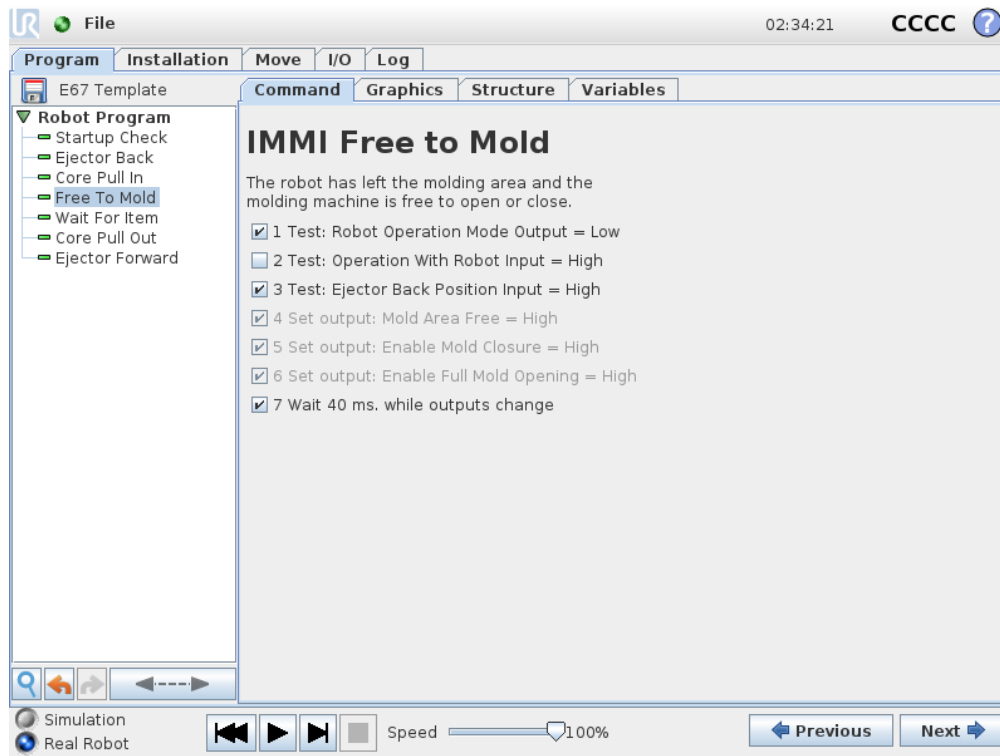 UR File 02:34:21 CCCC ?
Program Installation Move I/O Log
E67 Template Command Graphics Structure Variables
Robot Program
Startup Check
Ejector Back
Core Pull In
Free To Mold
Wait For Item
Core Pull Out
Ejector Forward
IMMI Free to Mold
The robot has left the molding area and the
molding machine is free to open or close.
1 Test: Robot Operation Mode Output = Low
2 Test: Operation With Robot Input = High
3 Test: Ejector Back Position Input = High
4 Set output: Mold Area Free = High
5 Set output: Enable Mold Closure = High
6 Set output: Enable Full Mold Opening = High
7 Wait 40 ms. while outputs change
Simulation
Real Robot
Speed 100%
Previous Next